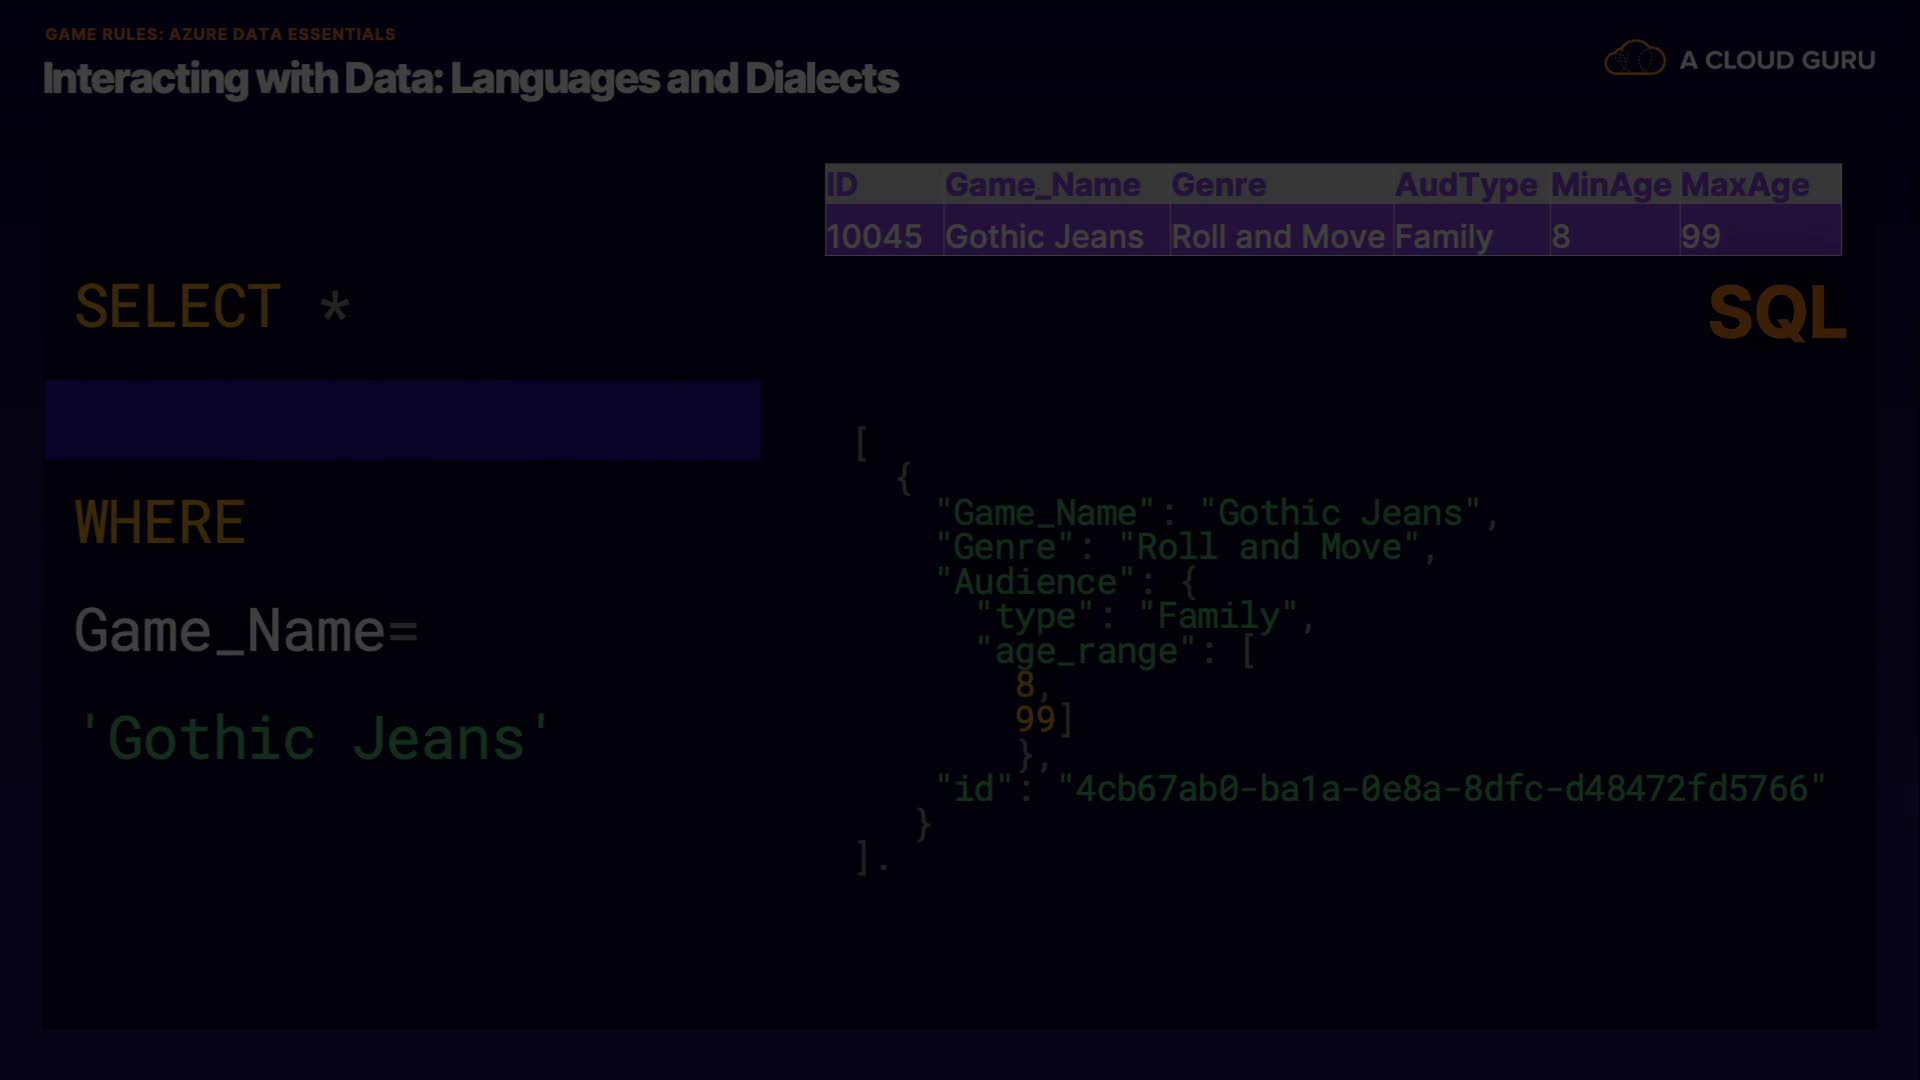 GAME RULES: AZURE DATA ESSENTIALS
Interacting with Data: Languages and Dialects
A CLOUD GURU
ID Game_Name Genre AudType MinAge MaxAge
10045 Gothic Jeans Roll and Move Family 8 99
SELECT *
WHERE
Game_Name=
'Gothic Jeans'
SQL
[
{
"Game_Name": "Gothic Jeans",
"Genre": "Roll and Move",
"Audience": {
"type": "Family",
"age_range": [
8,
99]
},
"id": "4cb67ab0-ba1a-0e8a-8dfc-d48472fd5766"
}
].